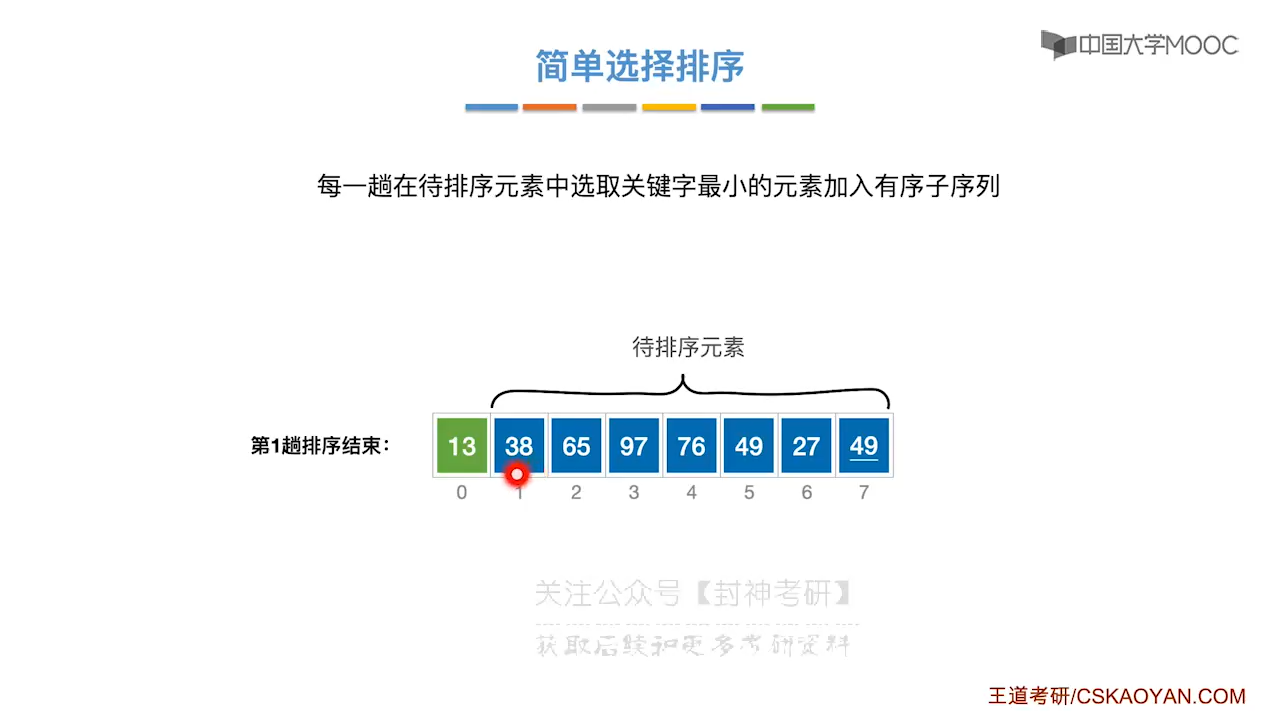 中国大学MOOC
简单选择排序
每一趟在待排序元素中选取关键字最小的元素加入有序子序列
待排序元素
第1趟排序结束：
13 38 65 97 76 49 27 49
0 1 2 3 4 5 6 7
关注公众号【封神考研】
获取后续和更多考研资料
王道考研/CSKAOYAN.COM